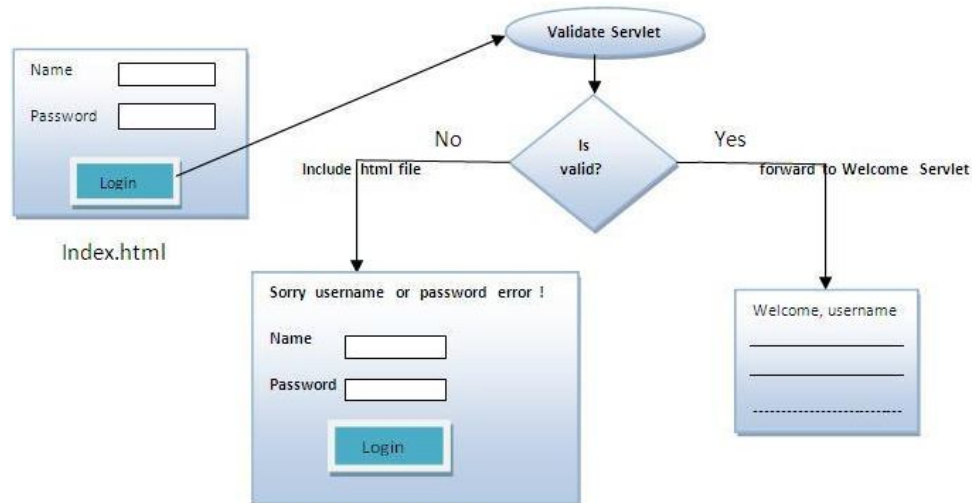 Validate Servlet
Name
Password
Login
Index.html
Is
valid?
No
Include html file
Yes
forward to Welcome Servlet
Sorry username or password error !
Name
Password
Login
Welcome, username